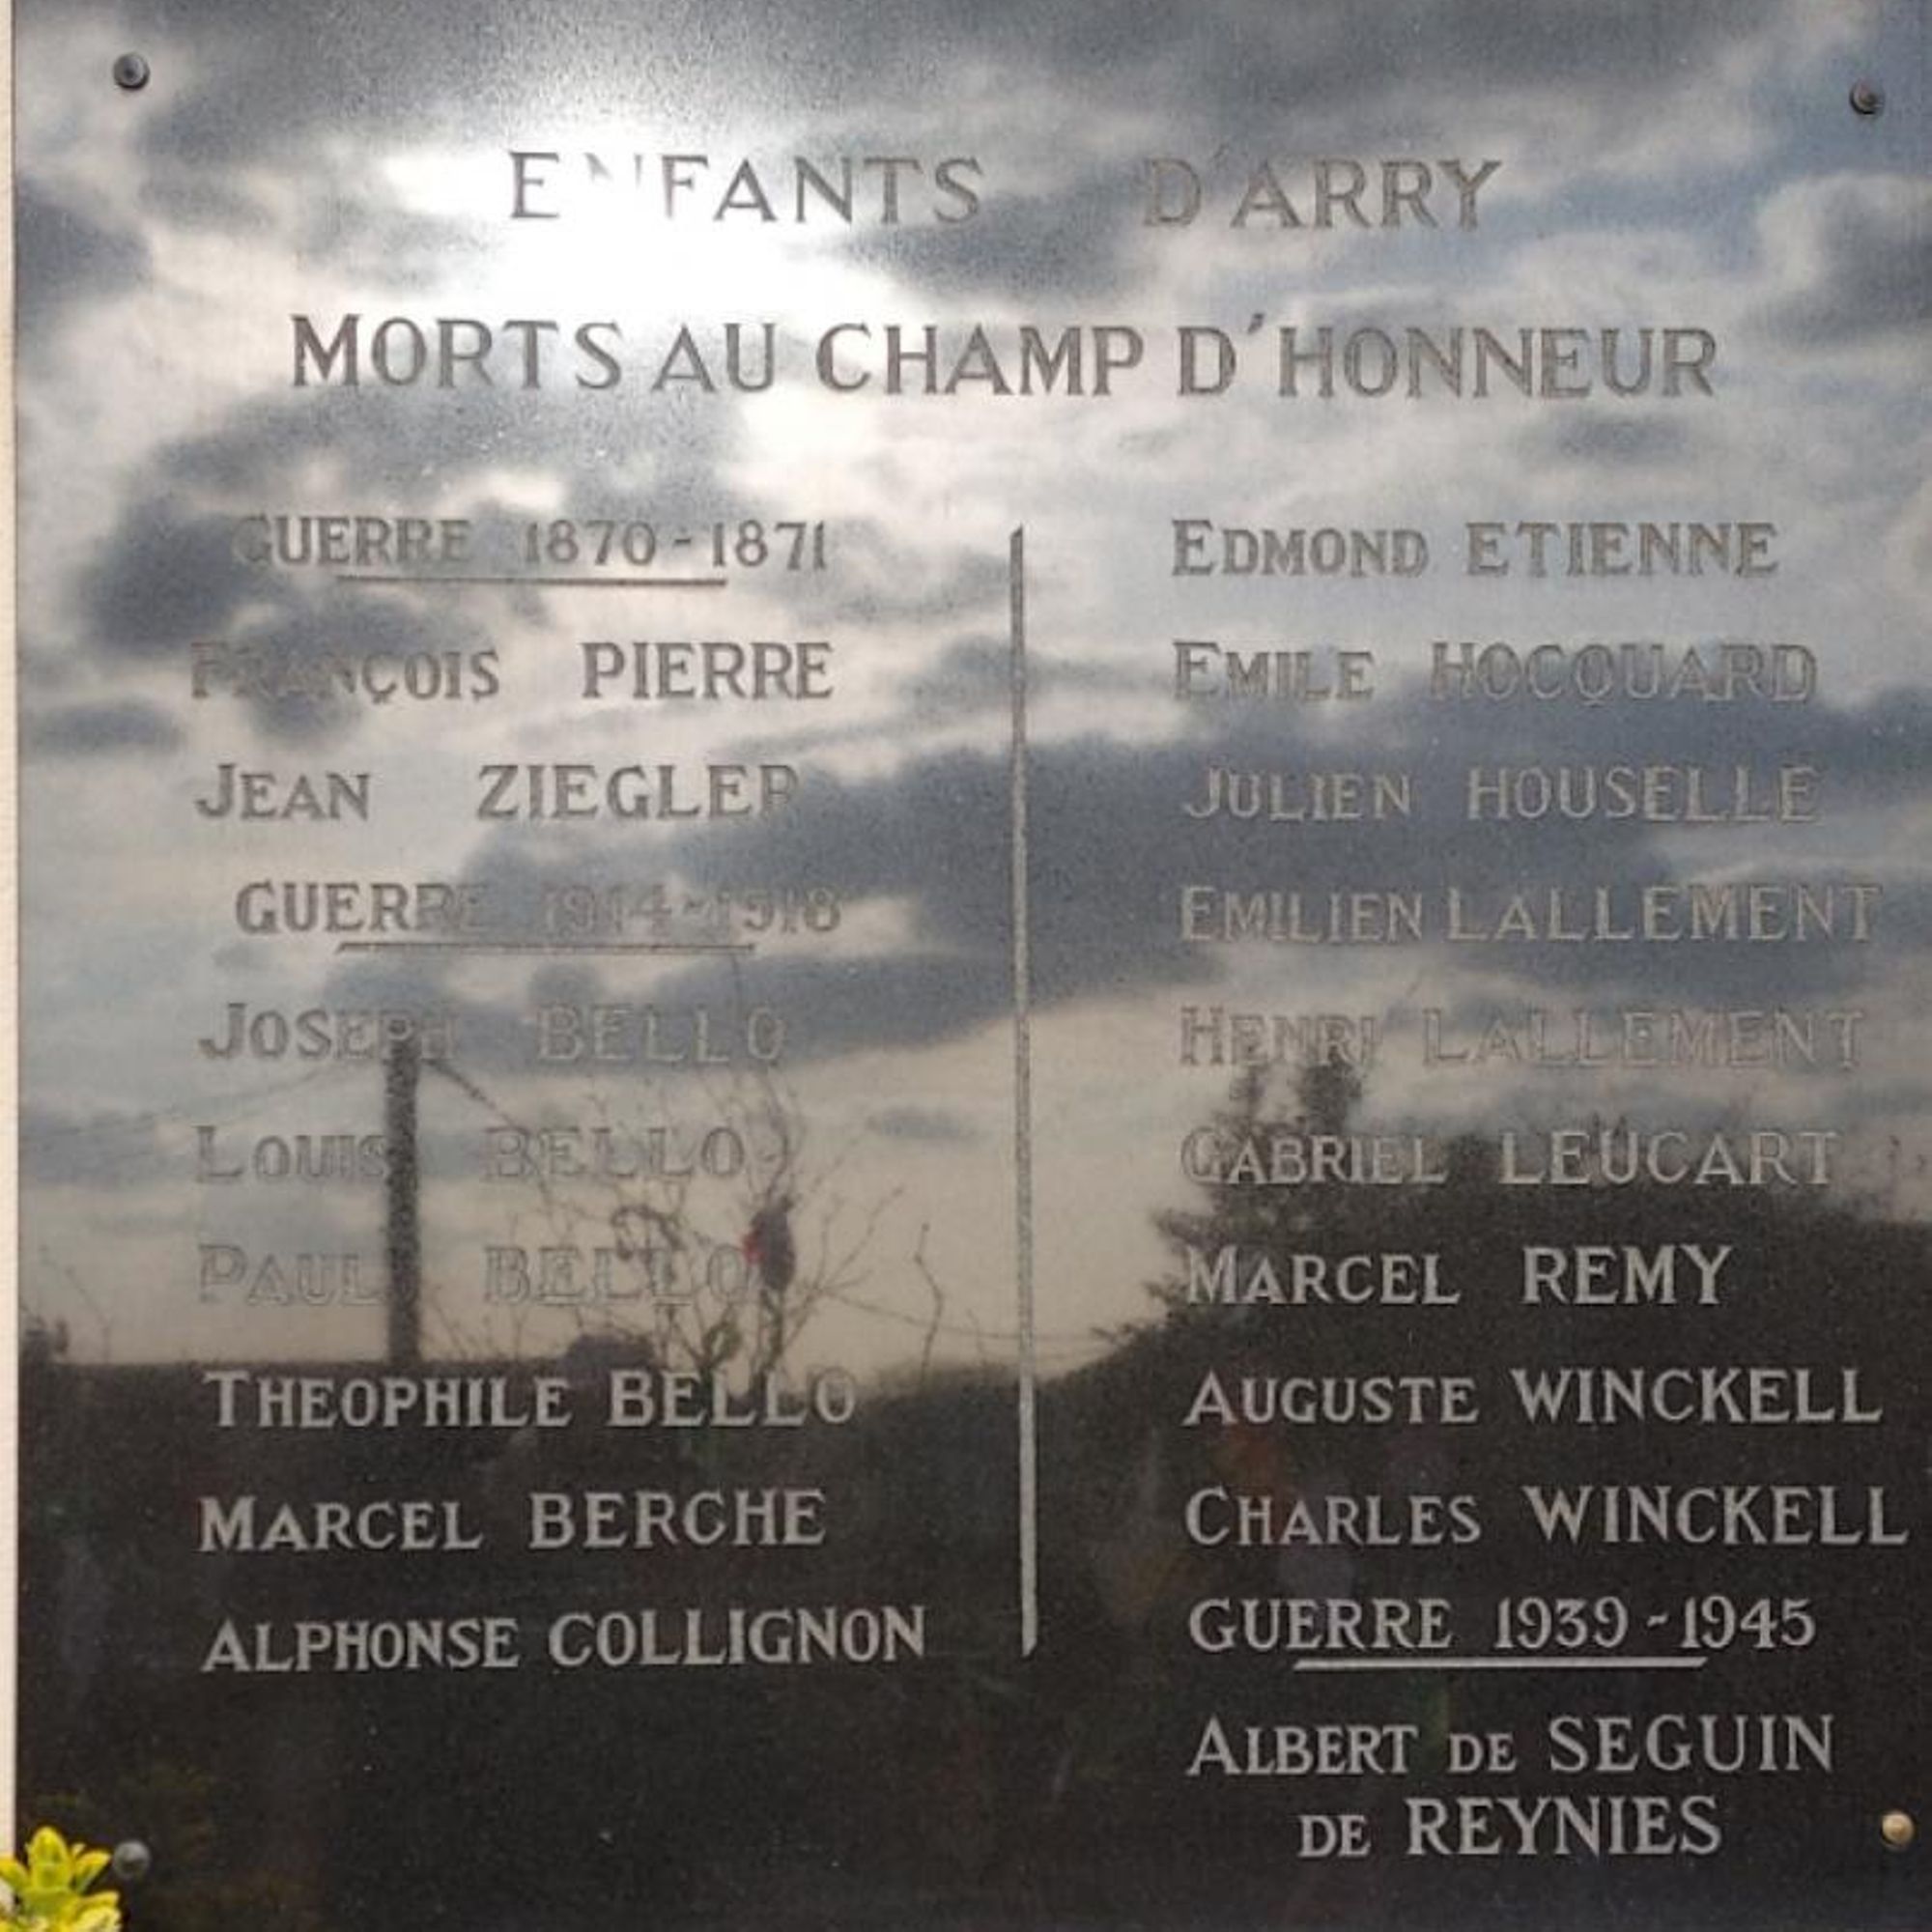 ENFANTS D'ARRY
MORTS AU CHAMP D'HONNEUR
GUERRE 1870-1871
FRANÇOIS PIERRE
JEAN ZIEGLER
GUERRE 1914-1918
JOSEPH BELLO
LOUIS BELLO
PAUL BELLO
THEOPHILE BELLO
MARCEL BERCHE
ALPHONSE COLLIGNON
EDMOND ETIENNE
EMILE HOCQUARD
JULIEN HOUSELLE
EMILIEN LALLEMENT
HENRI LALLEMENT
GABRIEL LEUCART
MARCEL REMY
AUGUSTE WINCKELL
CHARLES WINCKELL
GUERRE 1939-1945
ALBERT DE SEGUIN
DE REYNIES